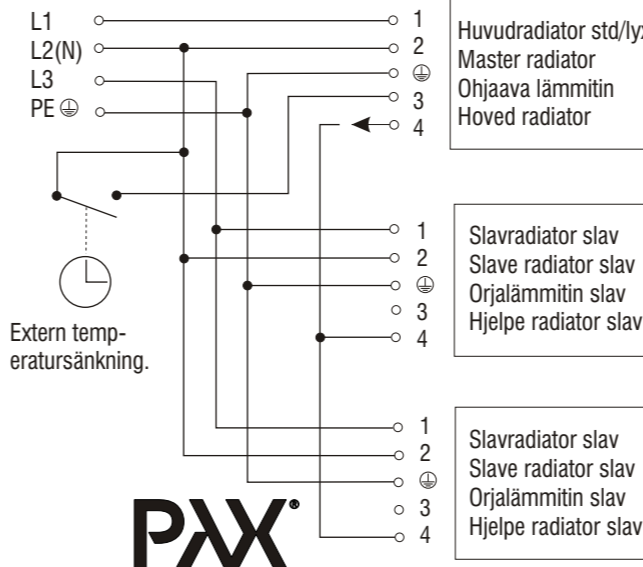 L1
L2(N)
L3
PE
1
2
3
4
Huvudradiator std/lyx
Master radiator
Ohjaava lämmitin
Hoved radiator
1
2
3
4
Slavradiator slav
Slave radiator slav
Orjalämmitin slav
Hjelpe radiator slav
Extern temp-
eratursänkning.
1
2
3
4
Slavradiator slav
Slave radiator slav
Orjalämmitin slav
Hjelpe radiator slav
PAX®